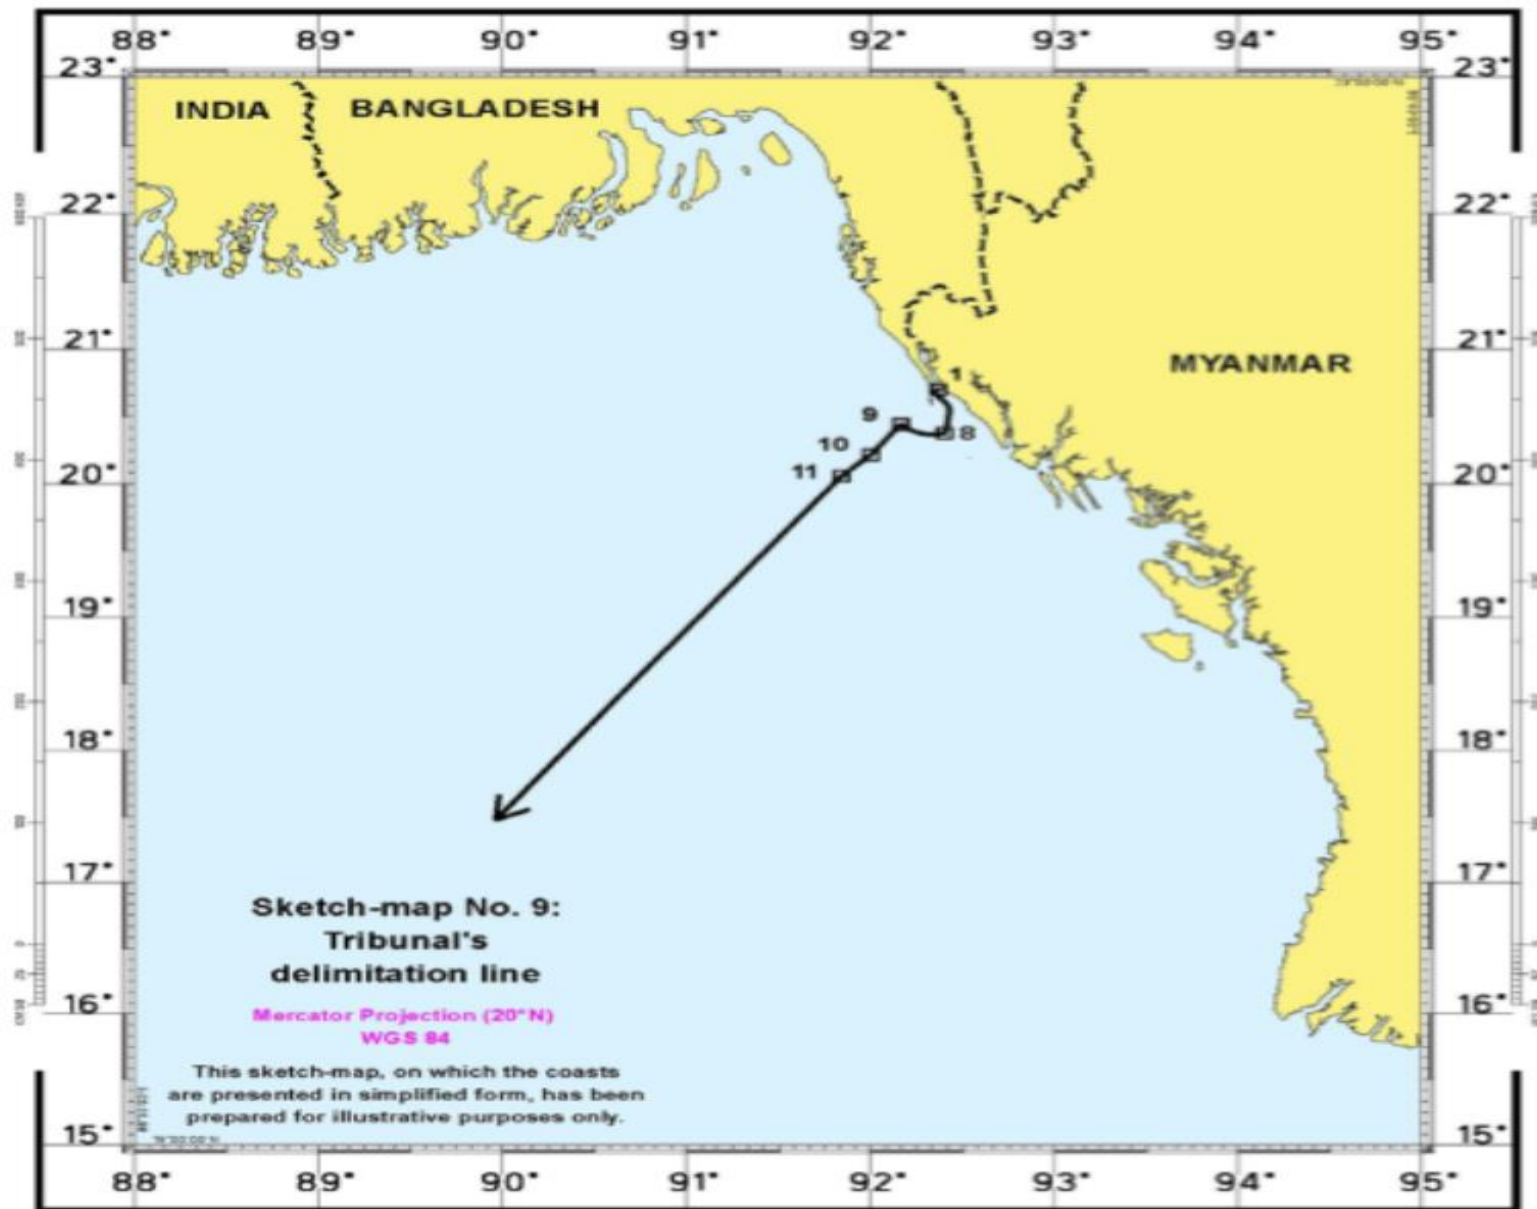 88° 89° 90° 91° 92° 93° 94° 95°
23° 23°
INDIA BANGLADESH
22° 22°
21° 21°
MYANMAR
1
9
8
10
11
20° 20°
19° 19°
18° 18°
17° 17°
Sketch-map No. 9:
Tribunal's
delimitation line
16° 16°
Mercator Projection (20°N)
WGS 84
This sketch-map, on which the coasts
are presented in simplified form, has been
prepared for illustrative purposes only.
15° 15°
88° 89° 90° 91° 92° 93° 94° 95°